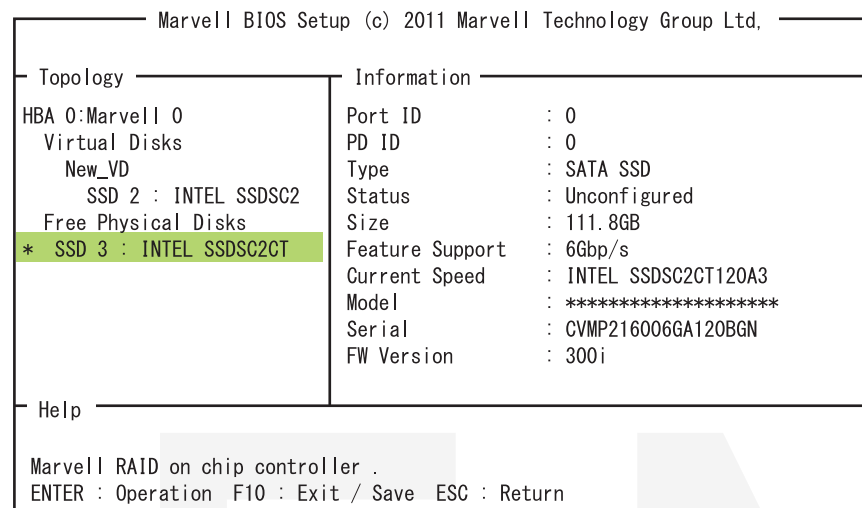 Marvell BIOS Setup (c) 2011 Marvell Technology Group Ltd,
Topology
HBA 0:Marvell 0
Virtual Disks
New_VD
SSD 2 : INTEL SSDSC2
Free Physical Disks
* SSD 3 : INTEL SSDSC2CT
Information
Port ID : 0
PD ID : 0
Type : SATA SSD
Status : Unconfigured
Size : 111.8GB
Feature Support : 6Gbp/s
Current Speed : INTEL SSDSC2CT120A3
Model : ********************
Serial : CVMP216006GA120BGN
FW Version : 300i
Help
Marvell RAID on chip controller .
ENTER : Operation F10 : Exit / Save ESC : Return